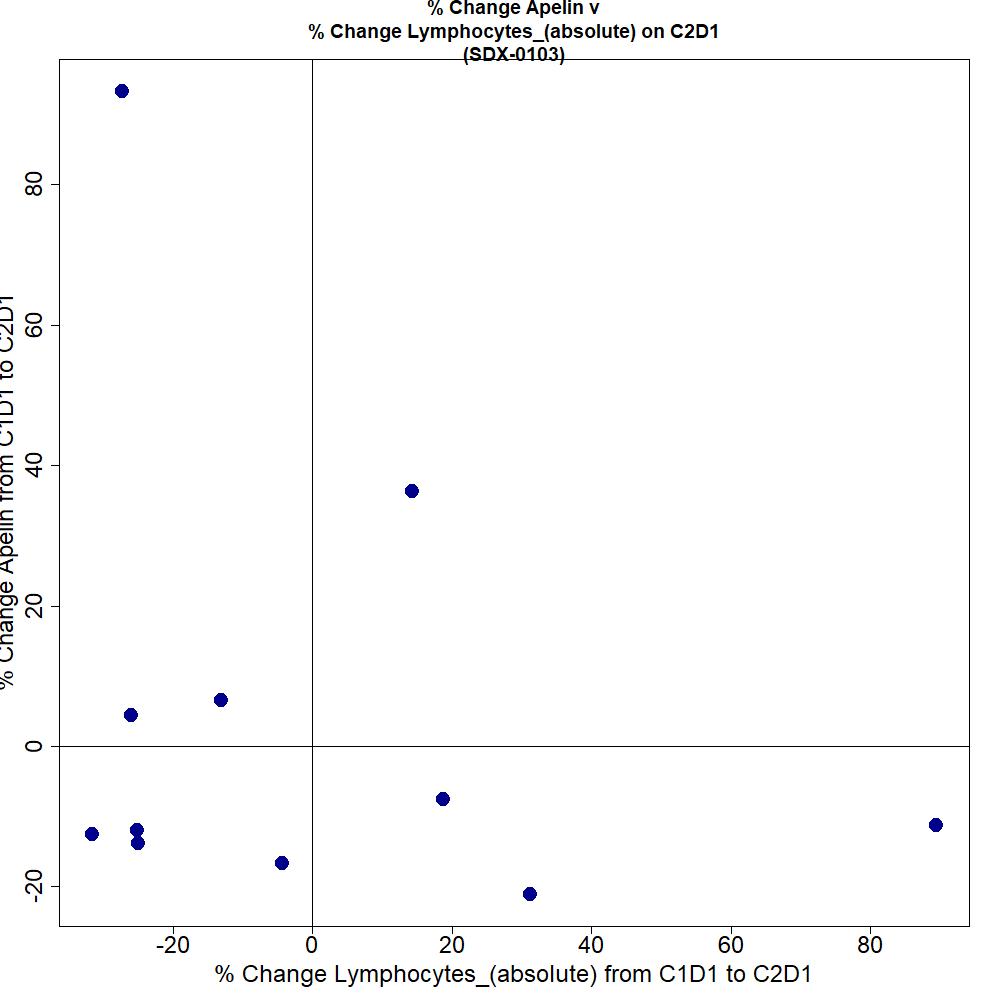 % Change Apelin v
% Change Lymphocytes_(absolute) on C2D1
(SDX-0103)
% Change Apelin from C1D1 to C2D1
80
60
40
20
0
-20
-20 0 20 40 60 80
% Change Lymphocytes_(absolute) from C1D1 to C2D1